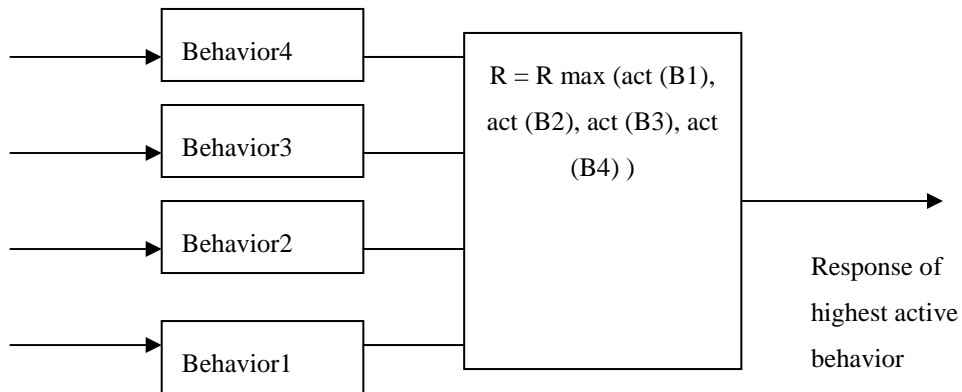 Behavior4
Behavior3
Behavior2
Behavior1
R = R max (act (B1),
act (B2), act (B3), act
(B4) )
Response of
highest active
behavior